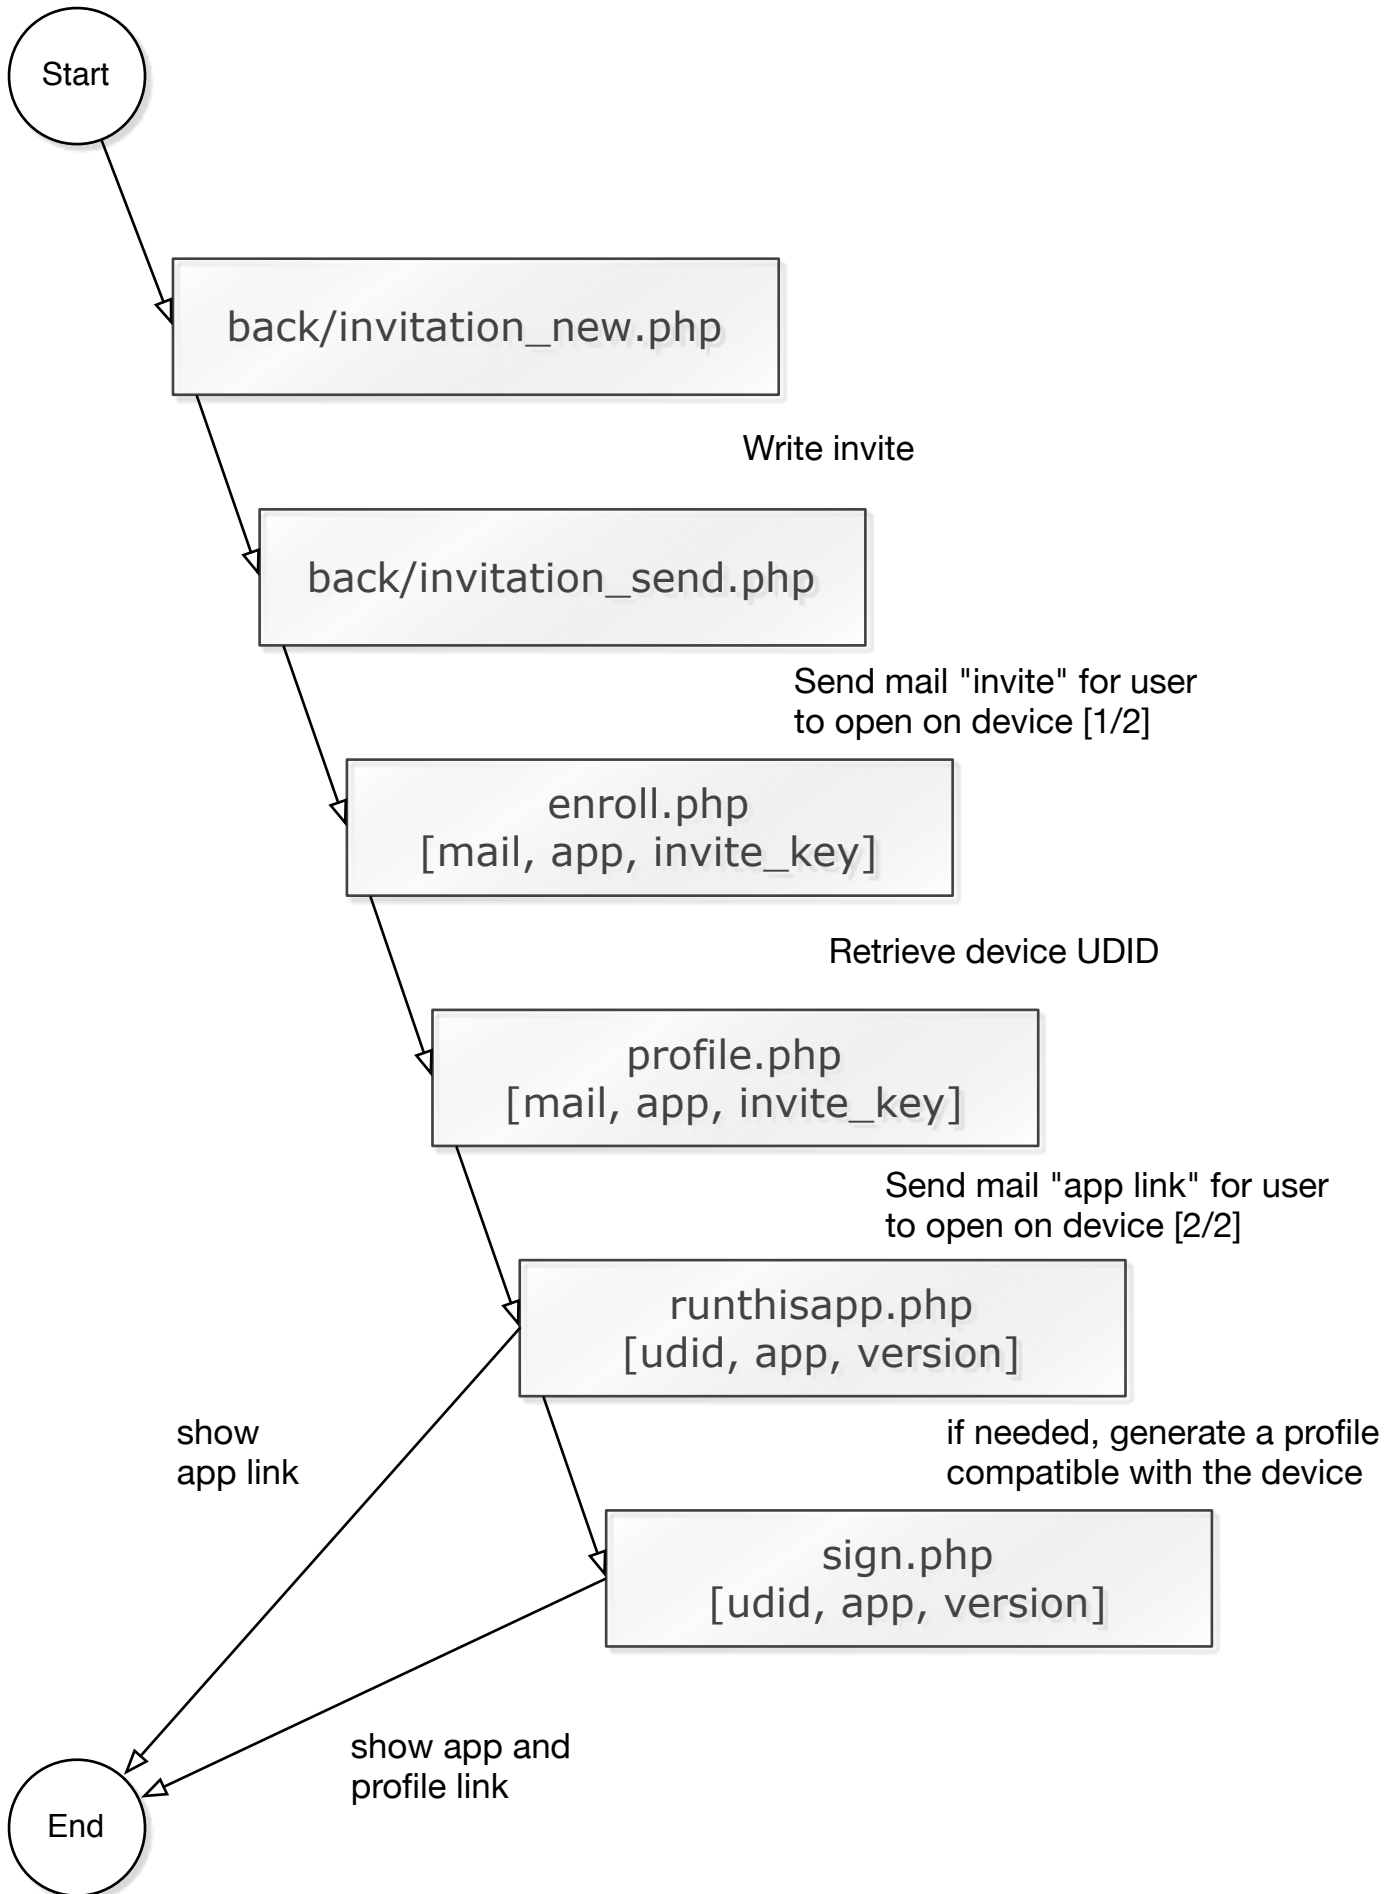 Start
back/invitation_new.php
Write invite
back/invitation_send.php
Send mail "invite" for user
to open on device [1/2]
enroll.php
[mail, app, invite_key]
Retrieve device UDID
profile.php
[mail, app, invite_key]
Send mail "app link" for user
to open on device [2/2]
runthisapp.php
[udid, app, version]
show
app link
if needed, generate a profile
compatible with the device
sign.php
[udid, app, version]
show app and
profile link
End